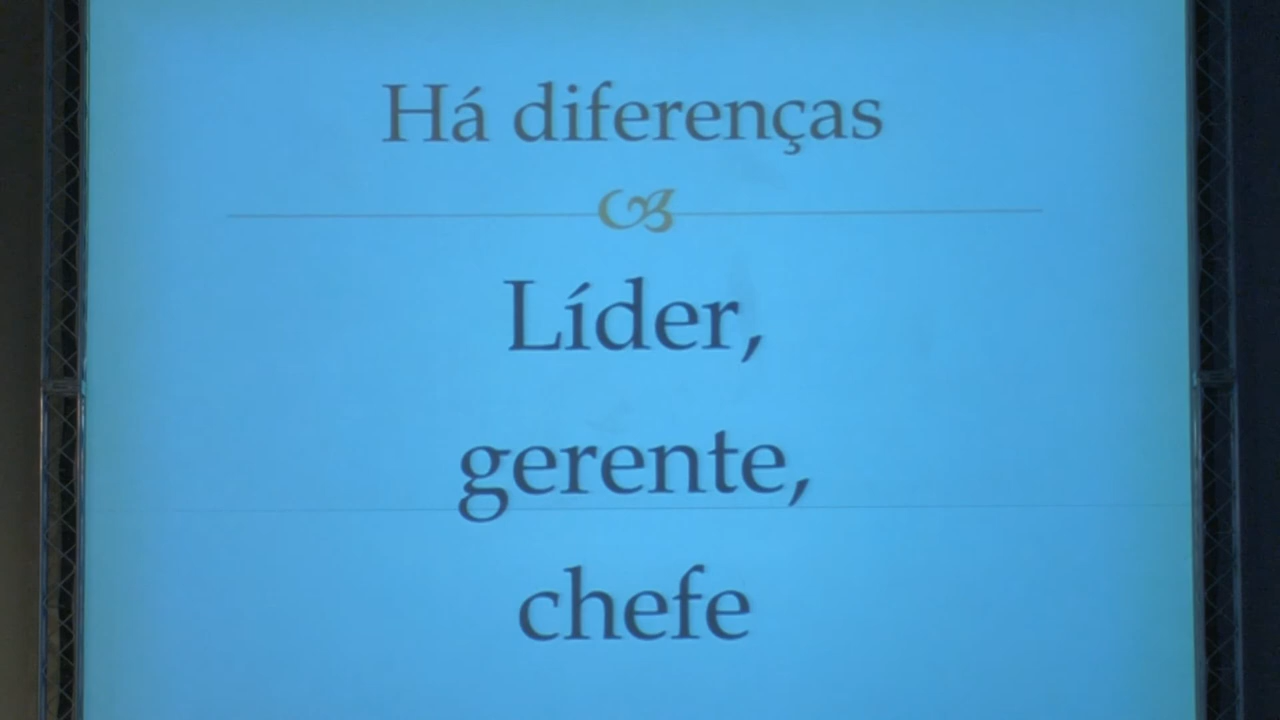 Há diferenças
Líder,
gerente,
chefe